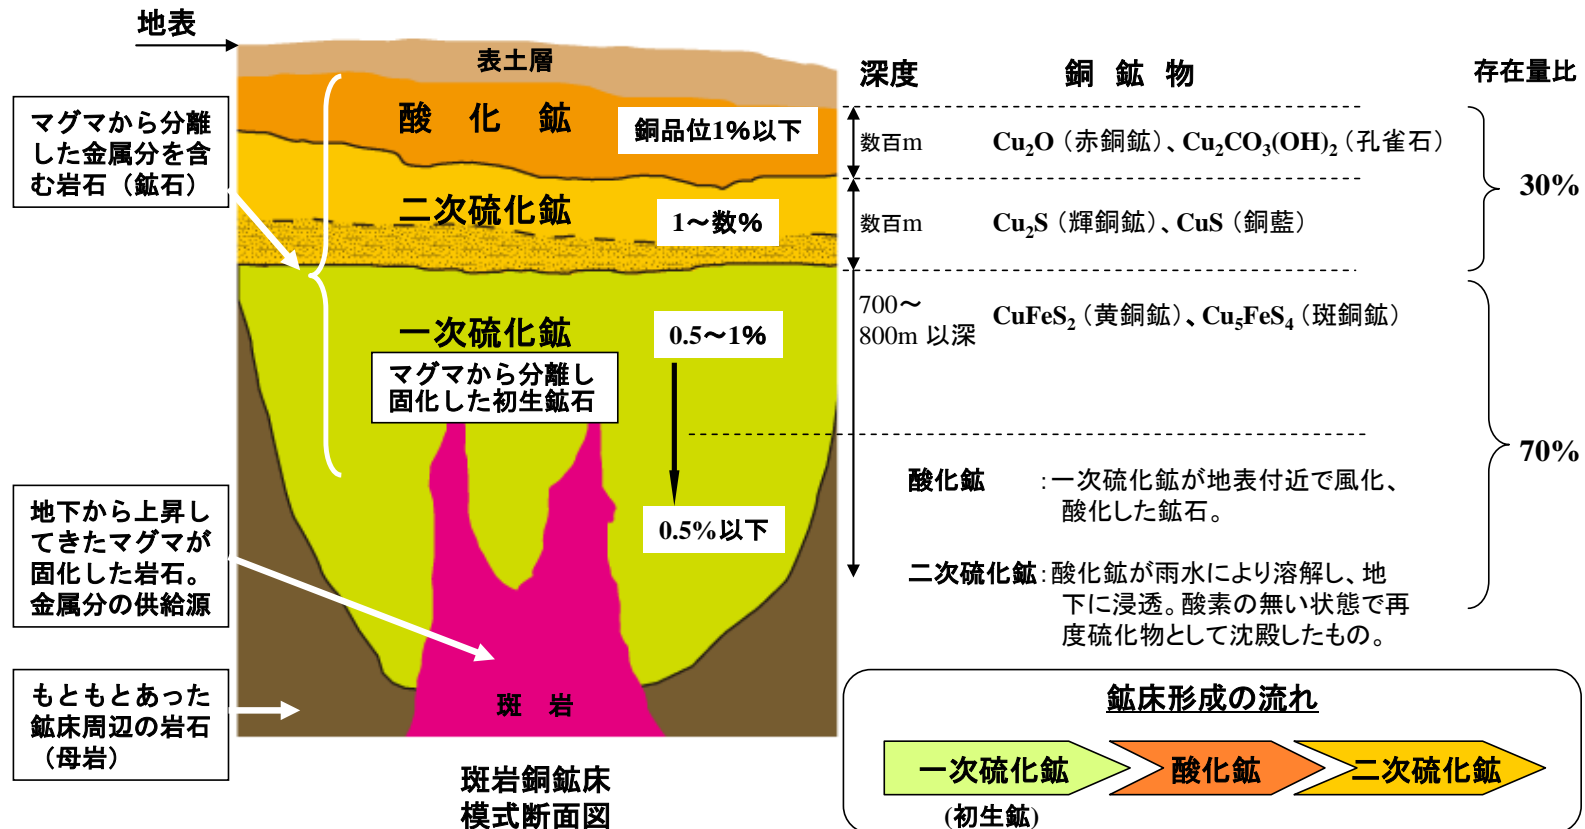 地表
表土層
深度
銅 鉱 物
存在量比
マグマから分離
した金属分を含
む岩石（鉱石）
酸 化 鉱
銅品位1%以下
数百m
Cu₂O（赤銅鉱）、Cu₂CO₃(OH)₂（孔雀石）
30%
二次硫化鉱
1～数%
数百m
Cu₂S（輝銅鉱）、CuS（銅藍）
一次硫化鉱
0.5～1%
700～
800m 以深
CuFeS₂（黄銅鉱）、Cu₅FeS₄（斑銅鉱）
マグマから分離し
固化した初生鉱石
70%
地下から上昇し
てきたマグマが
固化した岩石。
金属分の供給源
0.5%以下
酸化鉱　：一次硫化鉱が地表付近で風化、
酸化した鉱石。
二次硫化鉱：酸化鉱が雨水により溶解し、地
下に浸透。酸素の無い状態で再
度硫化物として沈殿したもの。
もともとあった
鉱床周辺の岩石
（母岩）
斑 岩
斑岩銅鉱床
模式断面図
鉱床形成の流れ
一次硫化鉱
酸化鉱
二次硫化鉱
(初生鉱)